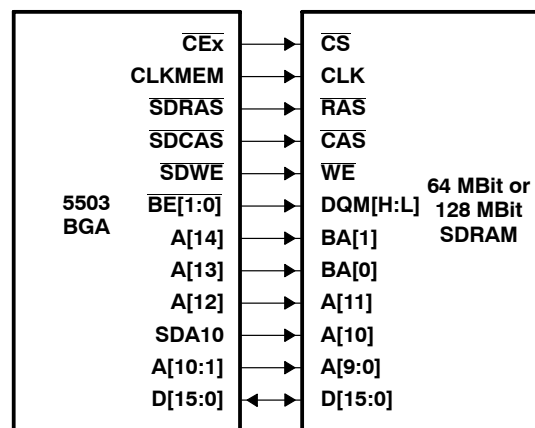 CEx CS
CLKMEM CLK
SDRAS RAS
SDCAS CAS
SDWE WE
5503
BGA
BE[1:0] DQM[H:L]
64 MBit or
128 MBit
SDRAM
A[14] BA[1]
A[13] BA[0]
A[12] A[11]
SDA10 A[10]
A[10:1] A[9:0]
D[15:0] D[15:0]